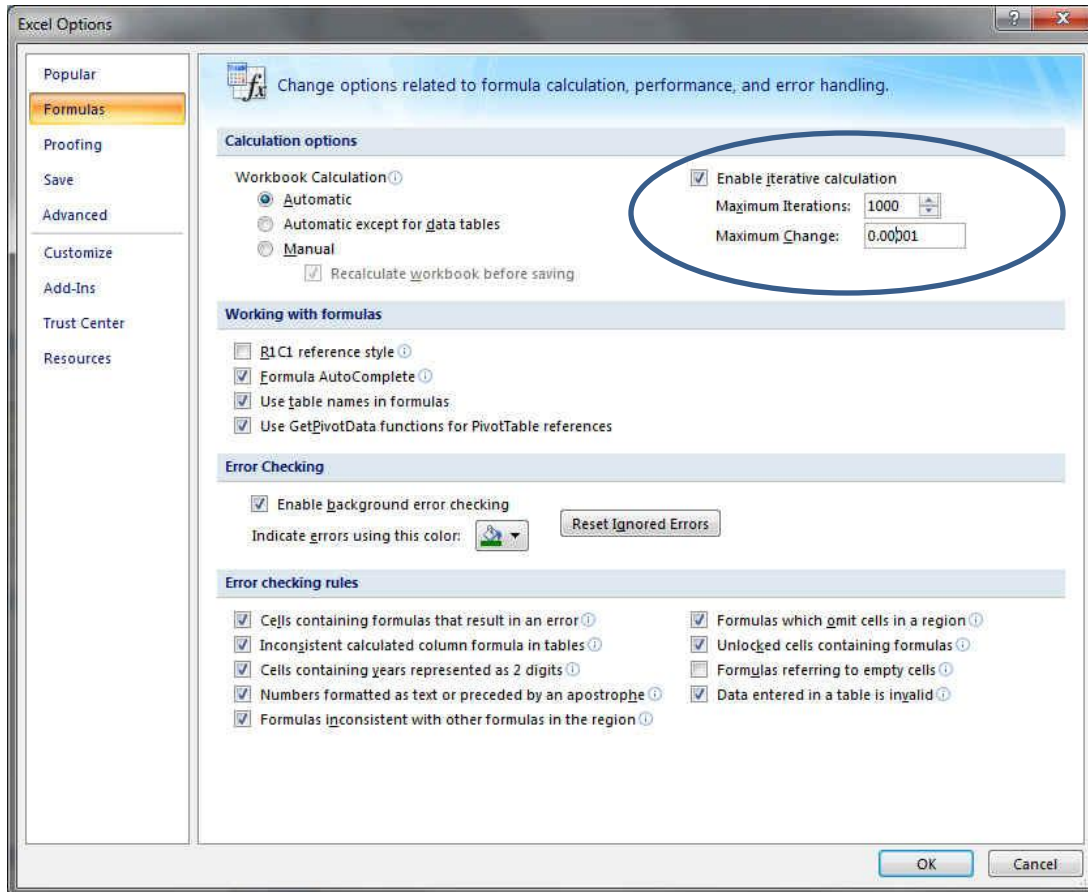 Excel Options
Popular
Formulas
Proofing
Save
Advanced
Customize
Add-Ins
Trust Center
Resources
fx Change options related to formula calculation, performance, and error handling.
Calculation options
Workbook Calculation
Automatic
Automatic except for data tables
Manual
Recalculate workbook before saving
Enable iterative calculation
Maximum Iterations: 1000
Maximum Change: 0.00001
Working with formulas
R1C1 reference style
Formula AutoComplete
Use table names in formulas
Use GetPivotData functions for PivotTable references
Error Checking
Enable background error checking
Indicate errors using this color:
Reset Ignored Errors
Error checking rules
Cells containing formulas that result in an error
Inconsistent calculated column formula in tables
Cells containing years represented as 2 digits
Numbers formatted as text or preceded by an apostrophe
Formulas inconsistent with other formulas in the region
Formulas which omit cells in a region
Unlocked cells containing formulas
Formulas referring to empty cells
Data entered in a table is invalid
OK
Cancel